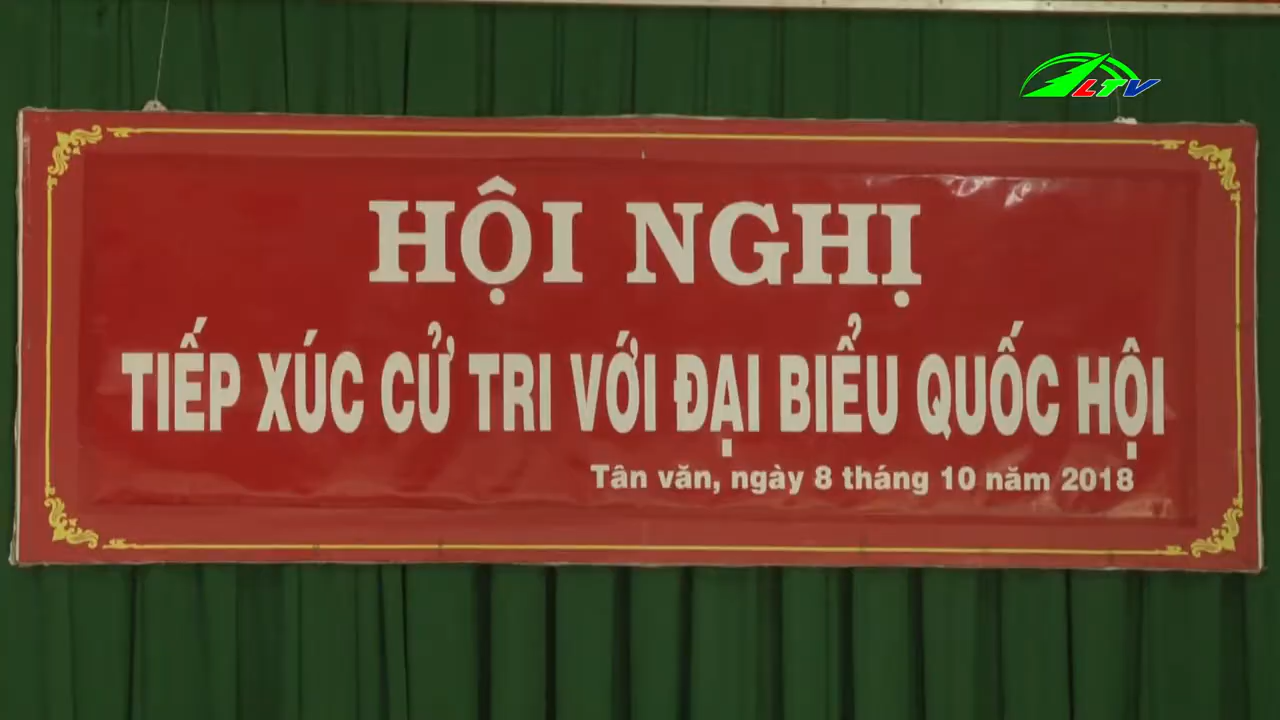 LTV
HỘI NGHỊ
TIẾP XÚC CỬ TRI VỚI ĐẠI BIỂU QUỐC HỘI
Tân văn, ngày 8 tháng 10 năm 2018